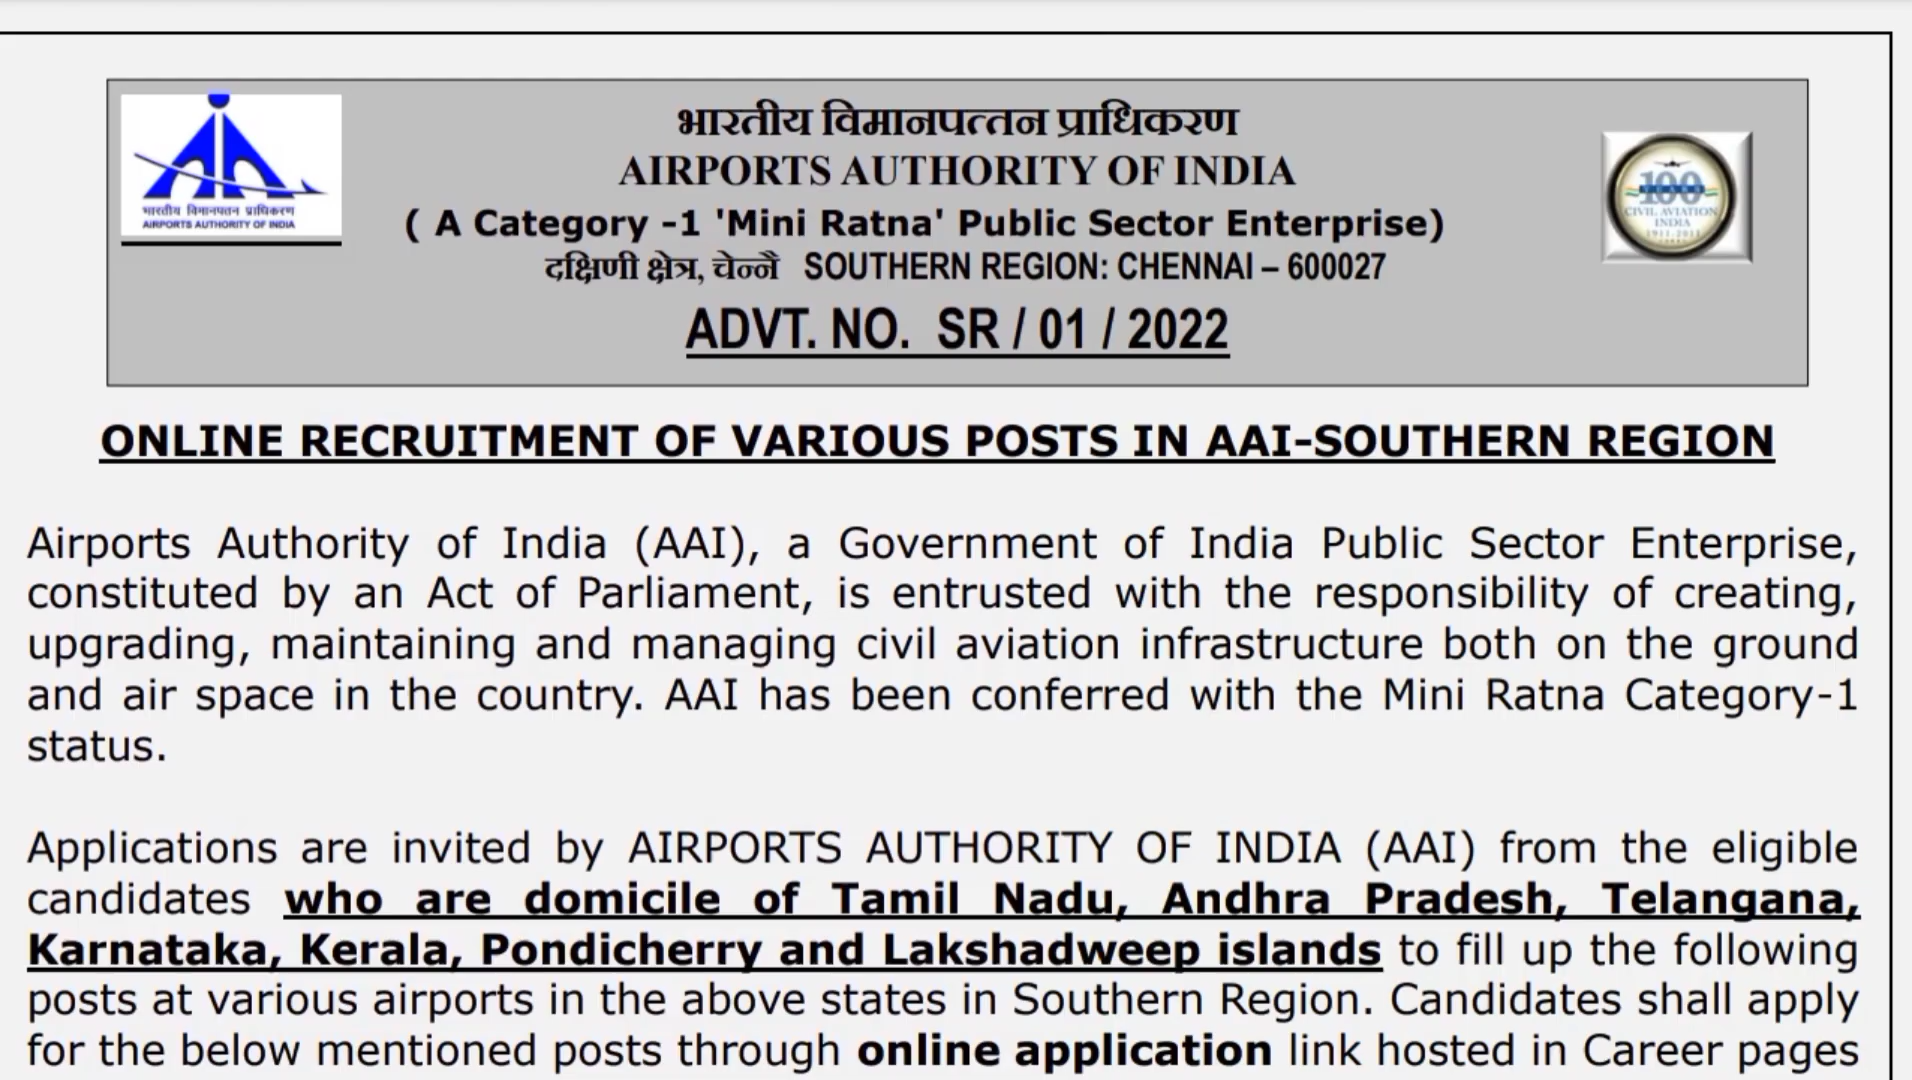 भारतीय विमानपत्तन प्राधिकरण
AIRPORTS AUTHORITY OF INDIA
( A Category -1 'Mini Ratna' Public Sector Enterprise)
दक्षिणी क्षेत्र, चेन्नै SOUTHERN REGION: CHENNAI – 600027
ADVT. NO. SR / 01 / 2022
भारतीय विमानपत्तन प्राधिकरण
AIRPORTS AUTHORITY OF INDIA
100
YEARS
CIVIL AVIATION
INDIA
1911-2011
ONLINE RECRUITMENT OF VARIOUS POSTS IN AAI-SOUTHERN REGION
Airports Authority of India (AAI), a Government of India Public Sector Enterprise,
constituted by an Act of Parliament, is entrusted with the responsibility of creating,
upgrading, maintaining and managing civil aviation infrastructure both on the ground
and air space in the country. AAI has been conferred with the Mini Ratna Category-1
status.
Applications are invited by AIRPORTS AUTHORITY OF INDIA (AAI) from the eligible
candidates who are domicile of Tamil Nadu, Andhra Pradesh, Telangana,
Karnataka, Kerala, Pondicherry and Lakshadweep islands to fill up the following
posts at various airports in the above states in Southern Region. Candidates shall apply
for the below mentioned posts through online application link hosted in Career pages